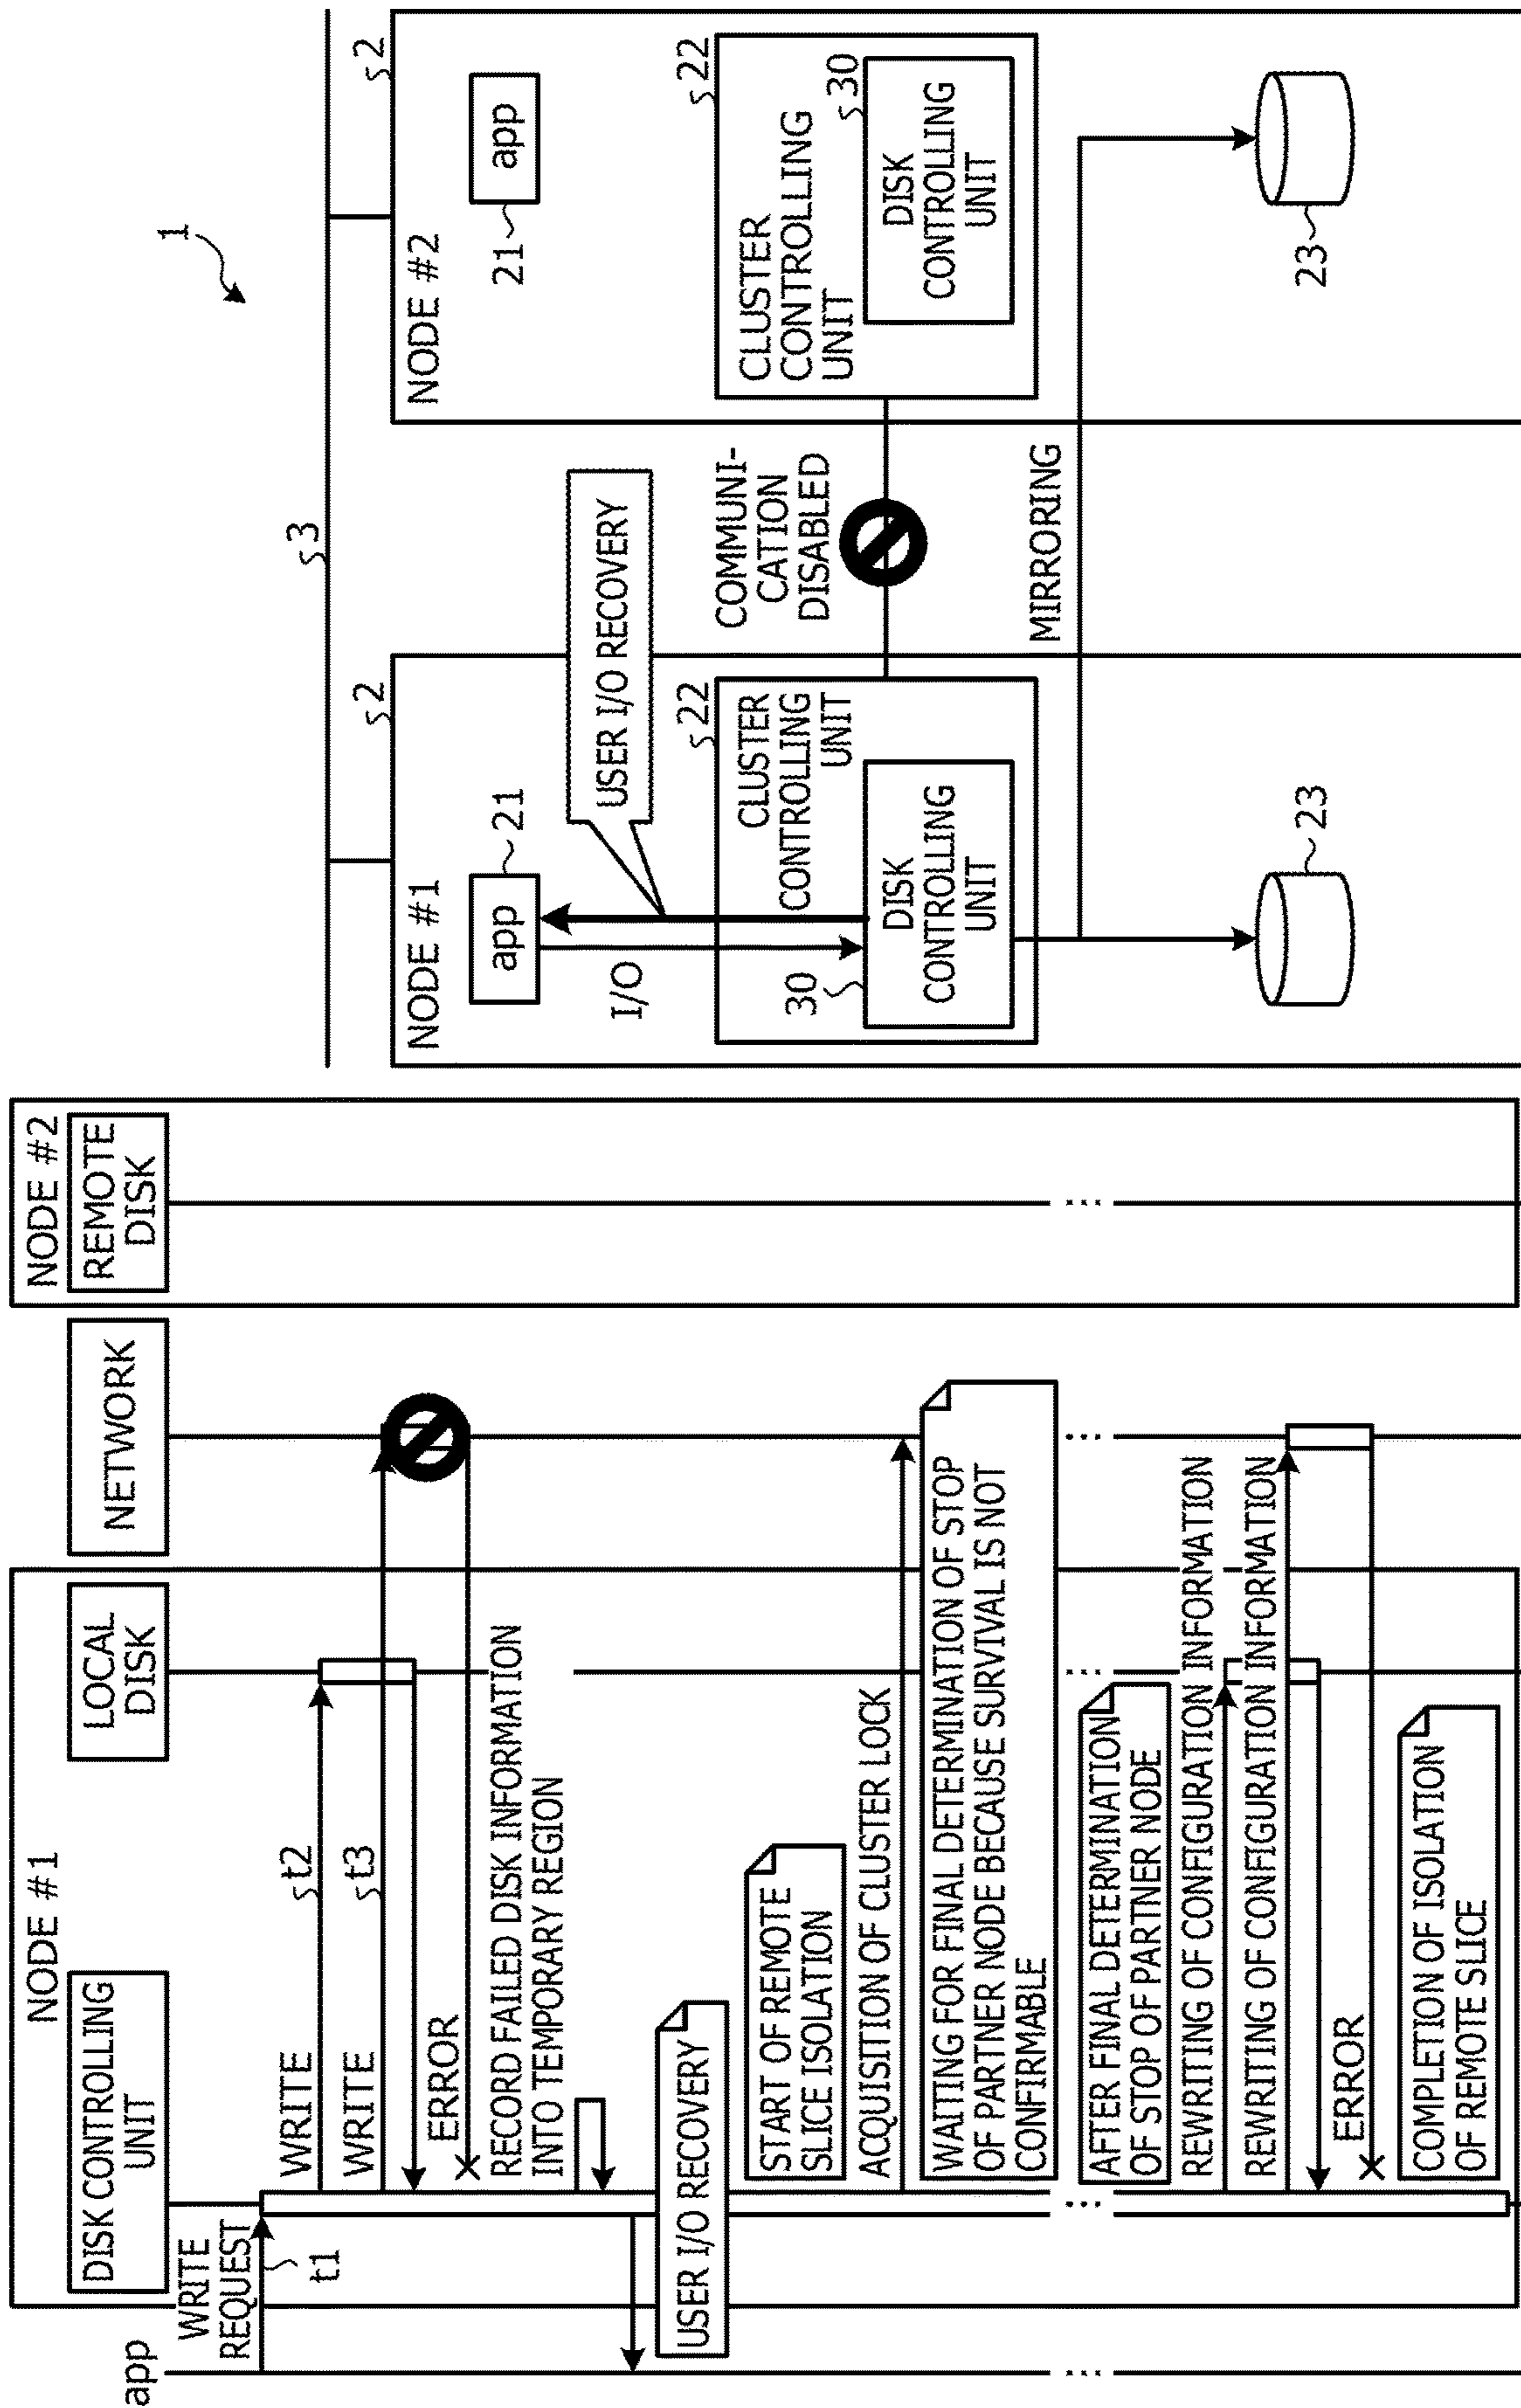 NODE #1
DISK CONTROLLING
UNIT
LOCAL
DISK
NETWORK
NODE #2
REMOTE
DISK
app
WRITE
REQUEST
t1
WRITE
t2
WRITE
t3
ERROR
RECORD FAILED DISK INFORMATION
INTO TEMPORARY REGION
USER I/O RECOVERY
START OF REMOTE
SLICE ISOLATION
ACQUISITION OF CLUSTER LOCK
WAITING FOR FINAL DETERMINATION OF STOP
OF PARTNER NODE BECAUSE SURVIVAL IS NOT
CONFIRMABLE
AFTER FINAL DETERMINATION
OF STOP OF PARTNER NODE
REWRITING OF CONFIGURATION INFORMATION
REWRITING OF CONFIGURATION INFORMATION
ERROR
COMPLETION OF ISOLATION
OF REMOTE SLICE
1
3
2
NODE #1
app
21
I/O
USER I/O RECOVERY
22
CLUSTER
CONTROLLING
UNIT
30
DISK
CONTROLLING
UNIT
23
COMMUNI-
CATION
DISABLED
MIRRORING
2
NODE #2
app
21
22
CLUSTER
CONTROLLING
UNIT
30
DISK
CONTROLLING
UNIT
23